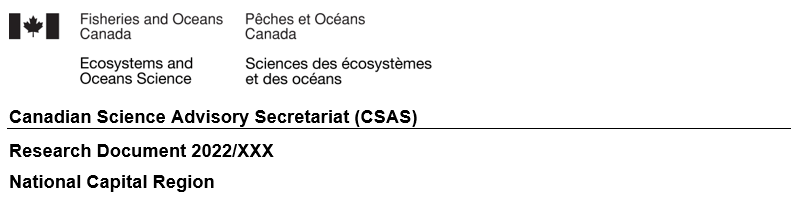 Fisheries and Oceans
Canada
Pêches et Océans
Canada
Ecosystems and
Oceans Science
Sciences des écosystèmes
et des océans
Canadian Science Advisory Secretariat (CSAS)
Research Document 2022/XXX
National Capital Region